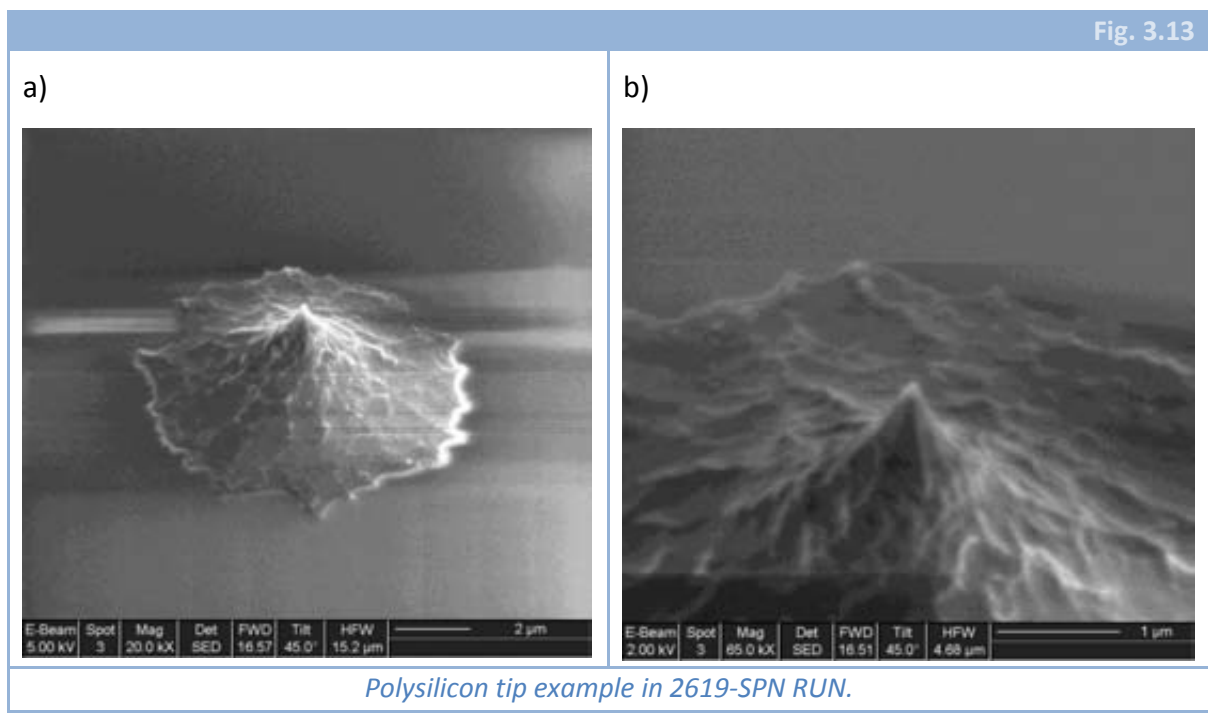 Fig. 3.13
a)
b)
E-Beam Spot Mag Det FWD Tilt HFW 2 µm
5.00 kV 3 20.0 kX SED 16.57 45.0° 15.2 µm
E-Beam Spot Mag Det FWD Tilt HFW 1 µm
2.00 kV 3 65.0 kX SED 16.51 45.0° 4.68 µm
Polysilicon tip example in 2619-SPN RUN.